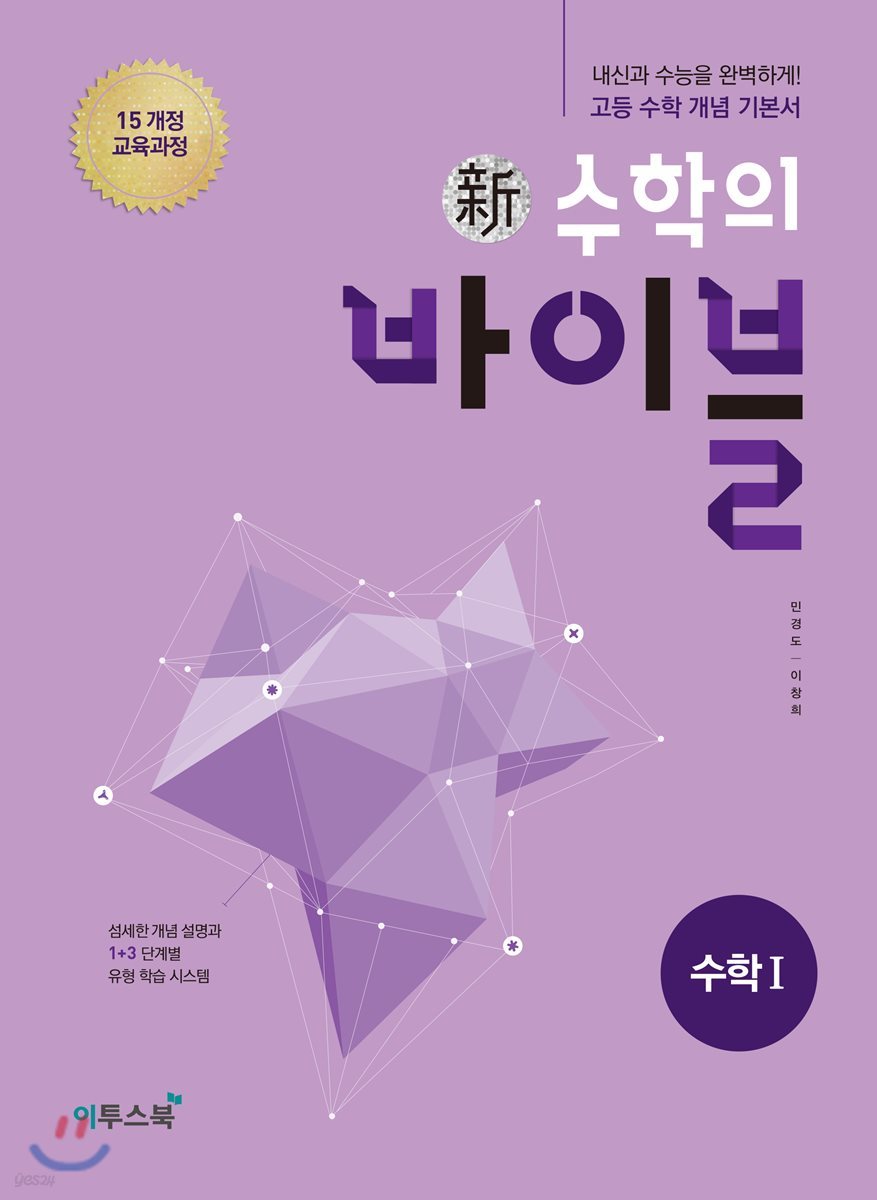 15 개정
교육과정
내신과 수능을 완벽하게!
고등 수학 개념 기본서
新 수학의
바이블
민경도 — 이창희
섬세한 개념 설명과
1+3 단계별
유형 학습 시스템
수학 I
이투스북
yes24